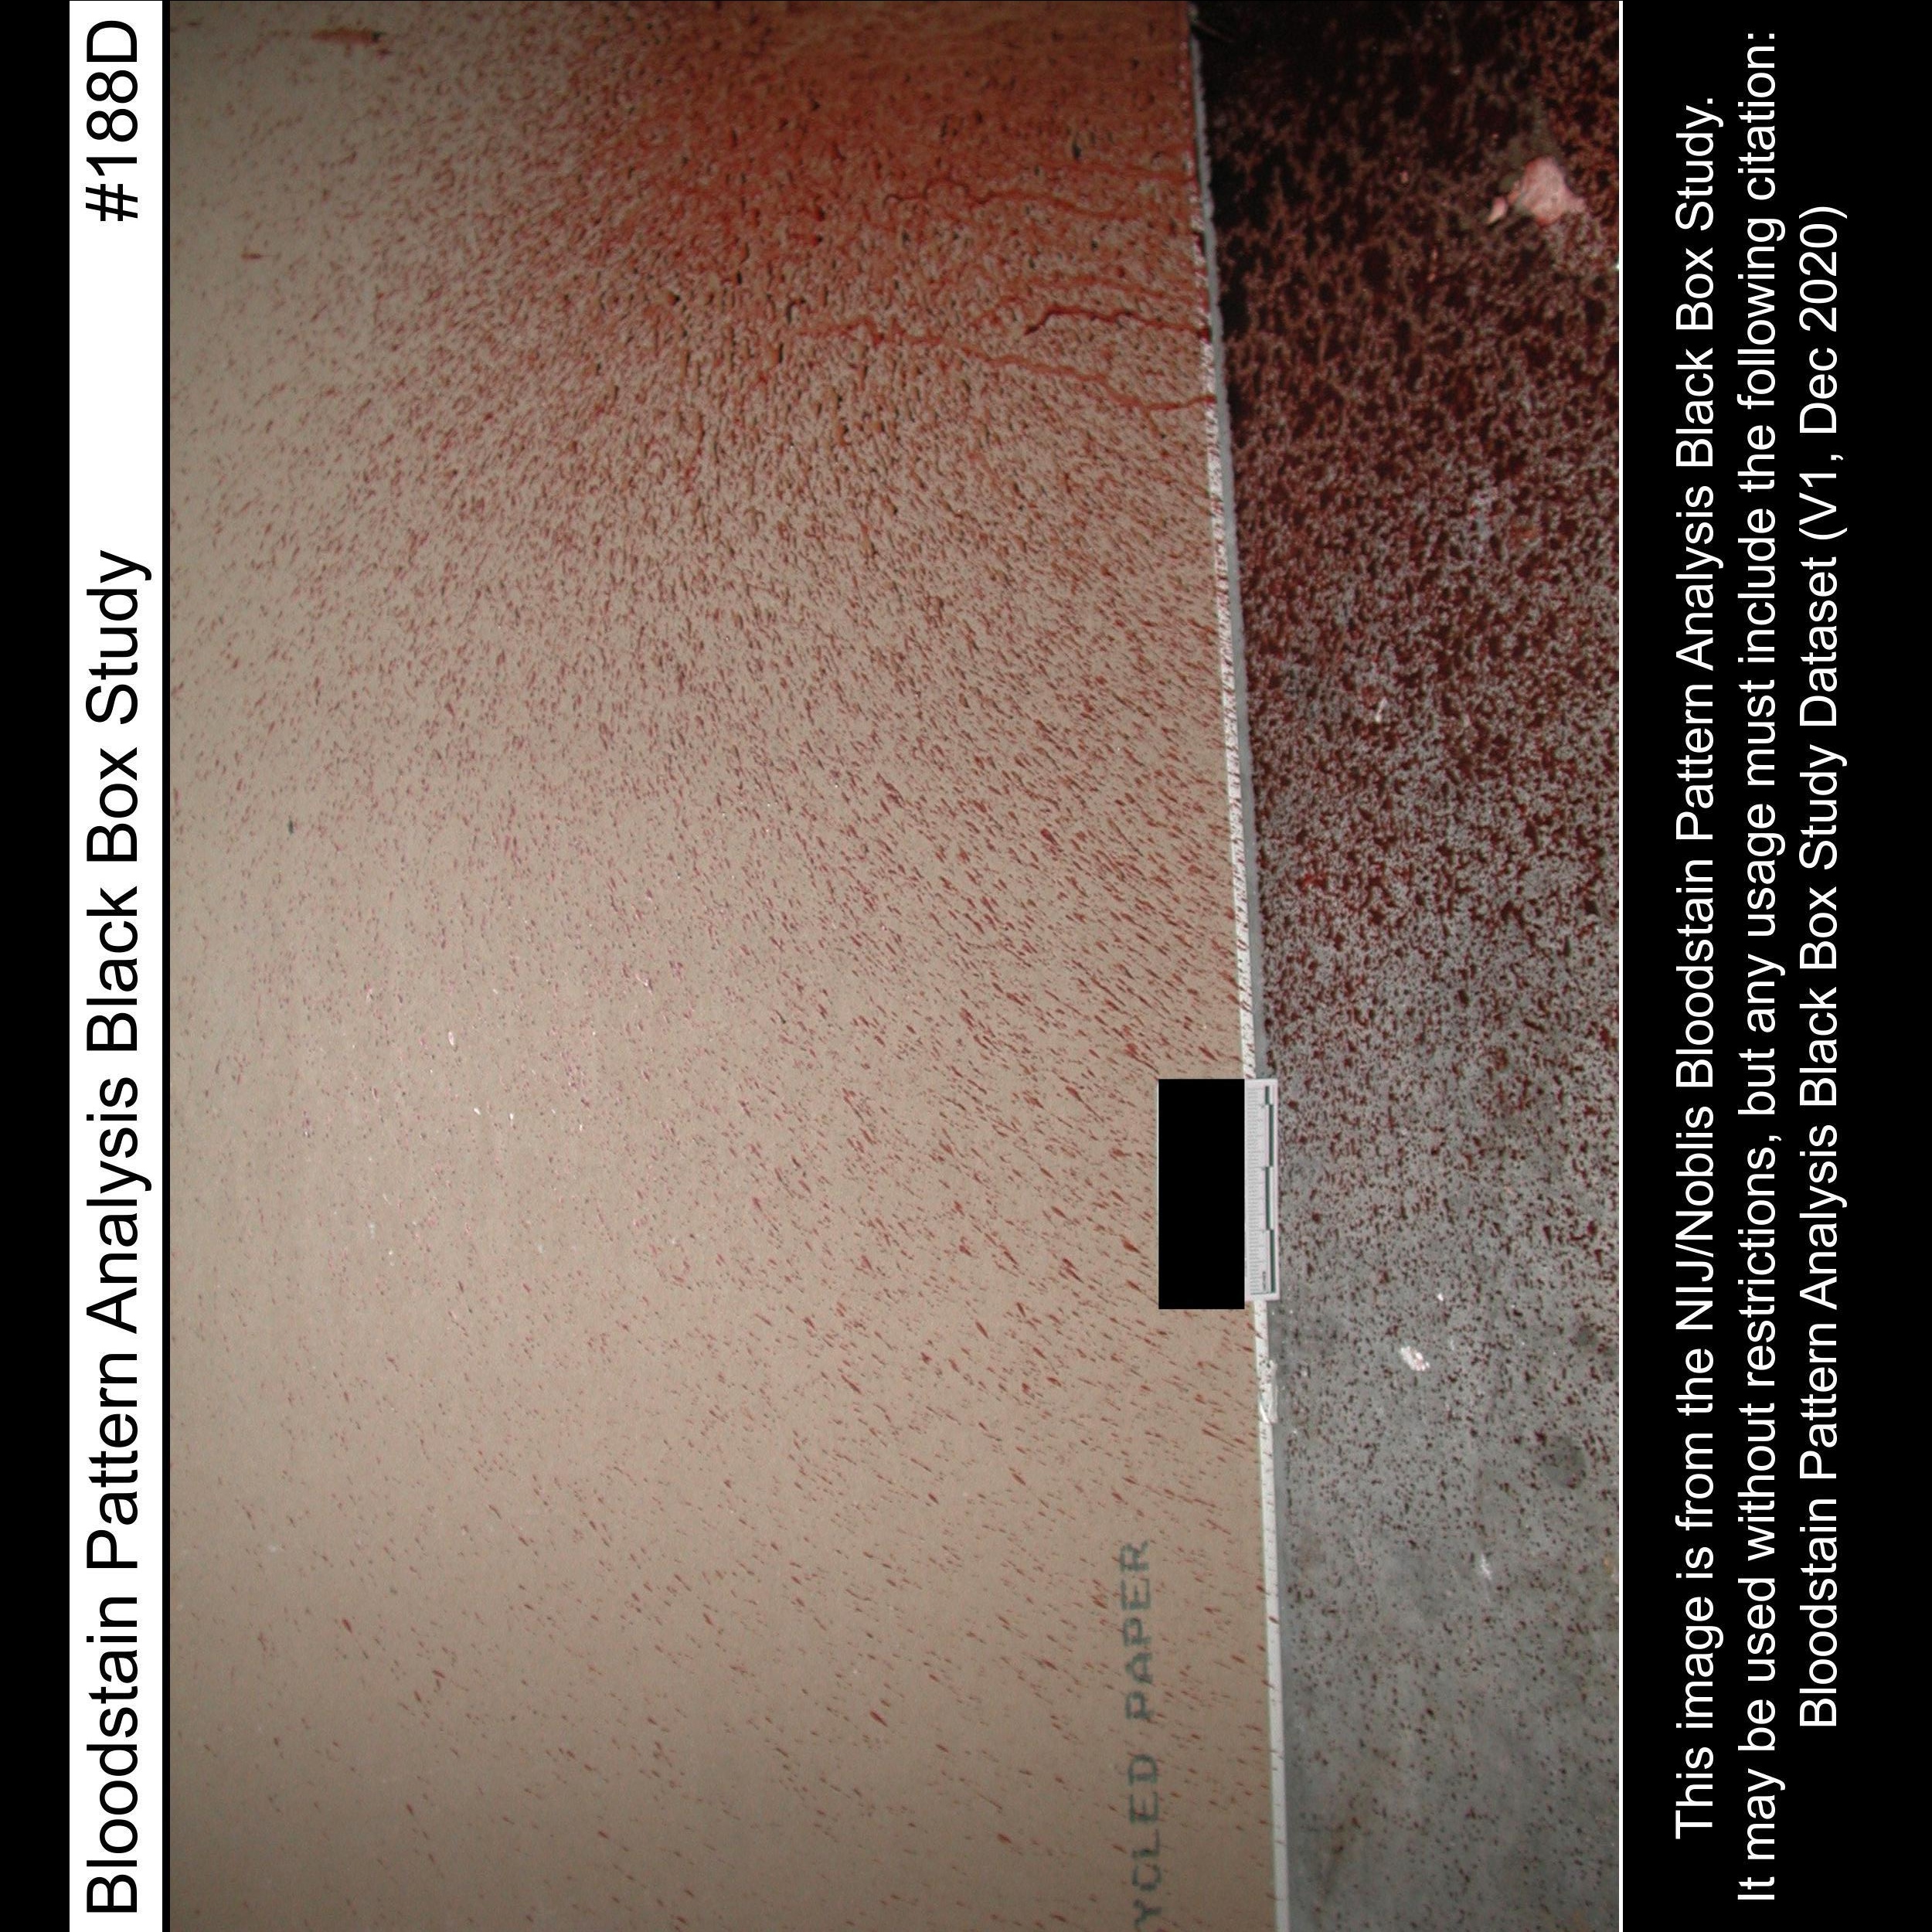 Bloodstain Pattern Analysis Black Box Study #188D
YCLED PAPER
This image is from the NIJ/Noblis Bloodstain Pattern Analysis Black Box Study.
It may be used without restrictions, but any usage must include the following citation:
Bloodstain Pattern Analysis Black Box Study Dataset (V1, Dec 2020)